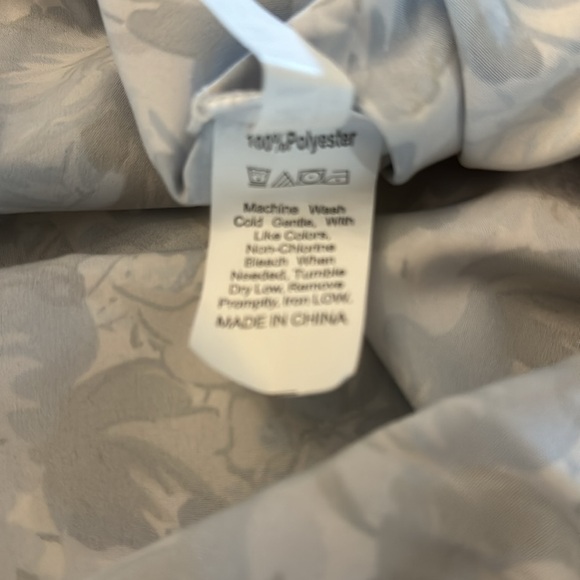 100%Polyester
Machine Wash
Cold Gentle, With
Like Colors,
Non-Chlorine
Bleach When
Needed, Tumble
Dry Low, Remove
Promptly, Iron LOW.
MADE IN CHINA